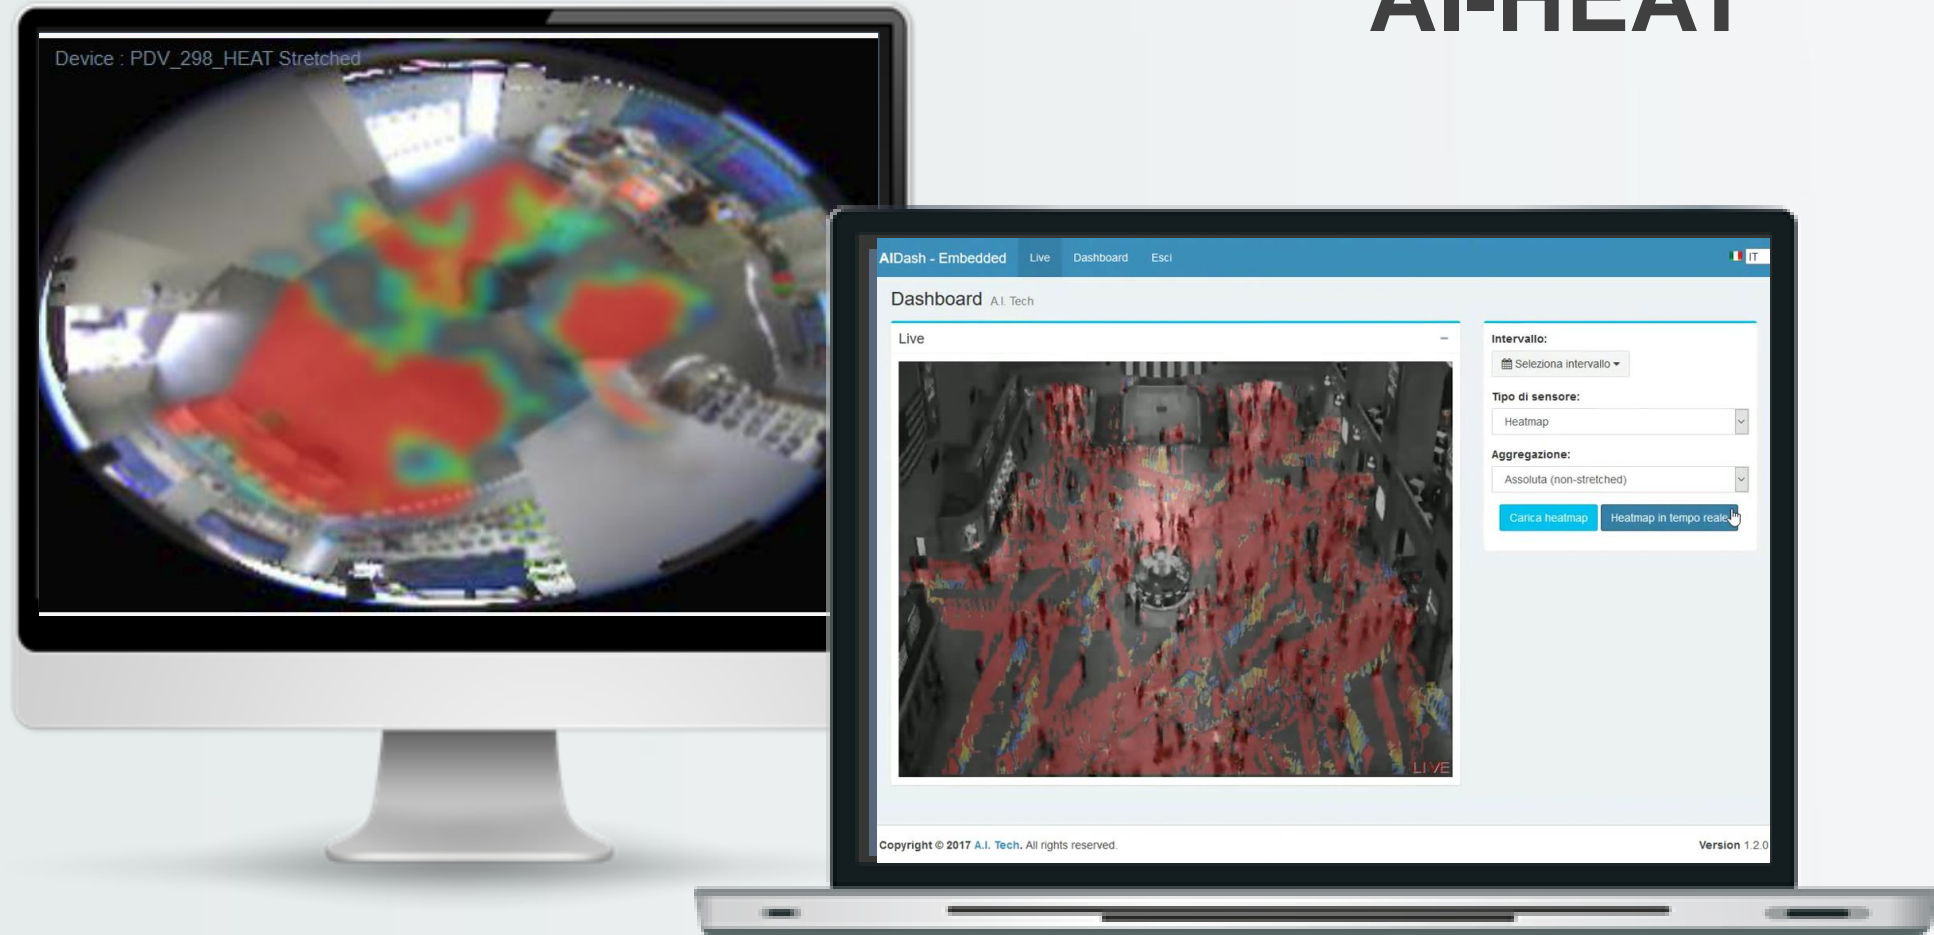 AI-HEAT
Device : PDV_298_HEAT Stretched
AIDash - Embedded Live Dashboard Esci IT
Dashboard A.I. Tech
Live
Intervallo:
Seleziona intervallo
Tipo di sensore:
Heatmap
Aggregazione:
Assoluta (non-stretched)
Carica heatmap Heatmap in tempo reale
LIVE
Copyright © 2017 A.I. Tech. All rights reserved. Version 1.2.0